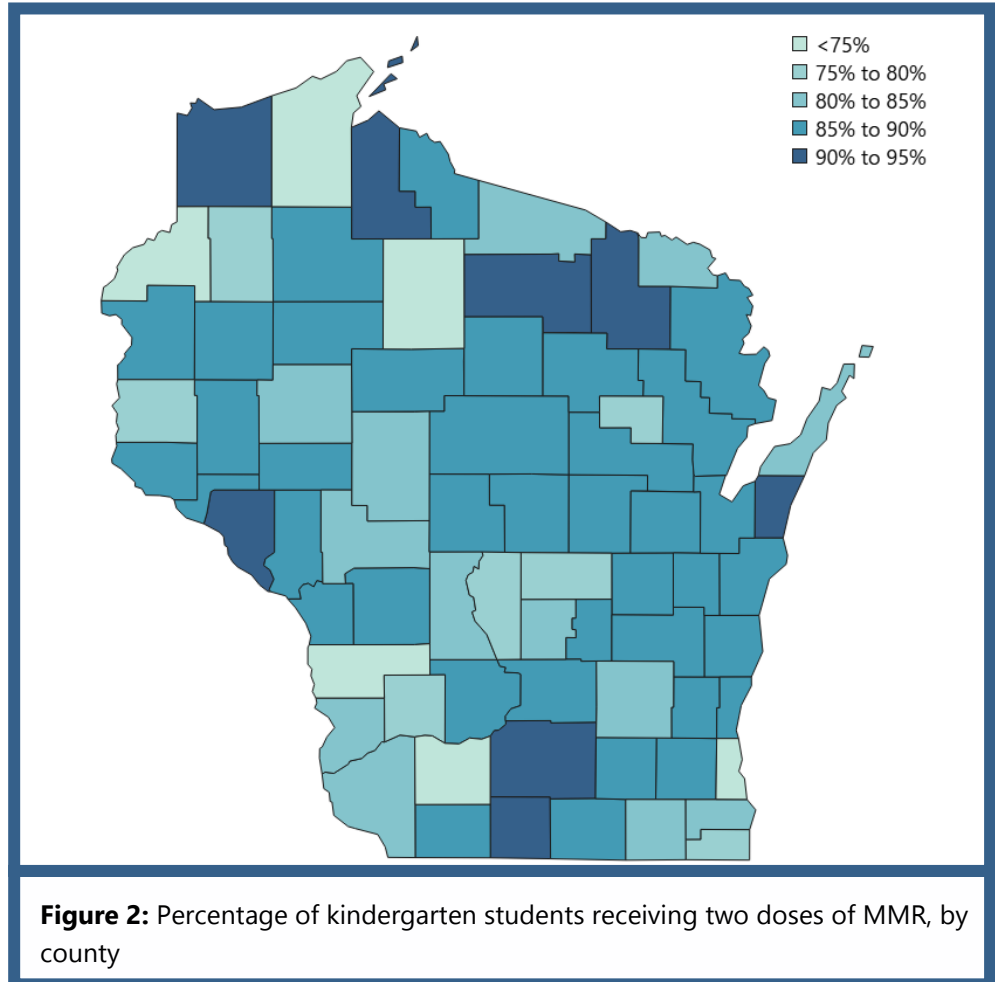 <75%
75% to 80%
80% to 85%
85% to 90%
90% to 95%
Figure 2: Percentage of kindergarten students receiving two doses of MMR, by
county